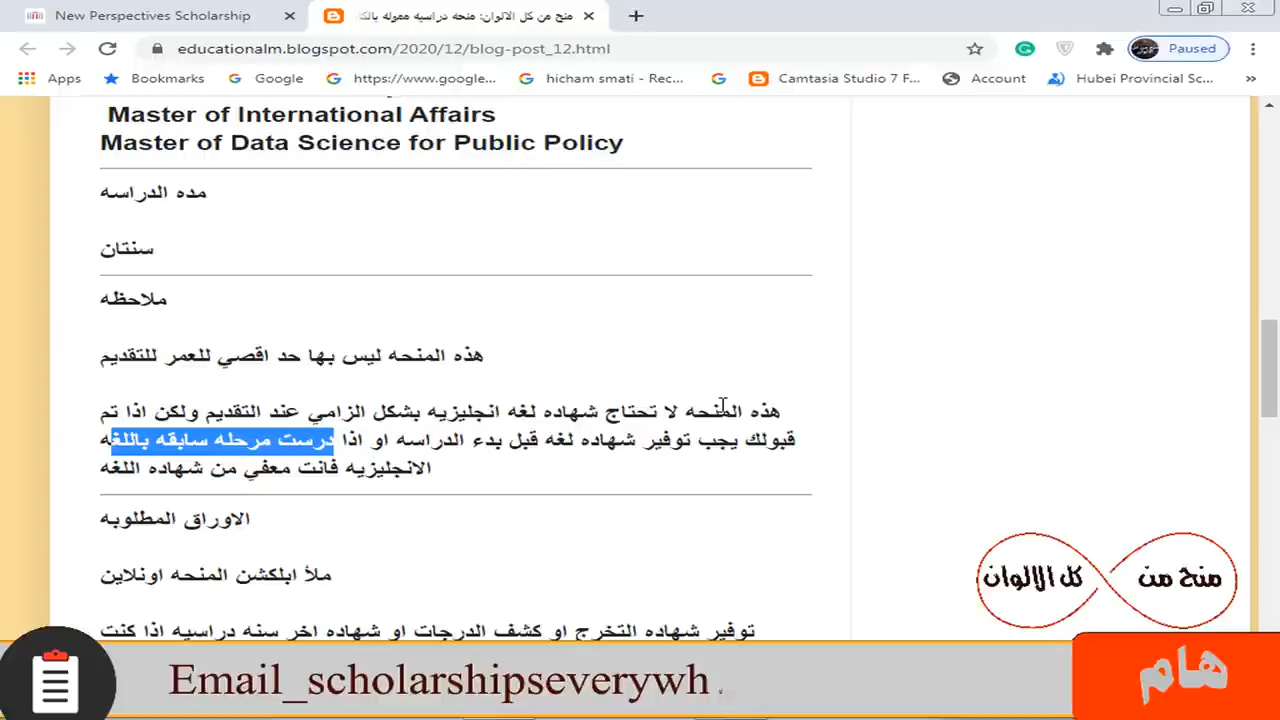 New Perspectives Scholarship
منح من كل الالوان: منحه دراسيه ممولة بالكا
educationalm.blogspot.com/2020/12/blog-post_12.html
Paused
Apps
Bookmarks
Google
https://www.google...
hicham smati - Rec...
Camtasia Studio 7 F...
Account
Hubei Provincial Sc...
»
Master of International Affairs
Master of Data Science for Public Policy
مده الدراسه
سنتان
ملاحظه
هذه المنحه ليس بها حد اقصي للعمر للتقديم
هذه المنحه لا تحتاج شهاده لغه انجليزيه بشكل الزامي عند التقديم ولكن اذا تم
قبولك يجب توفير شهاده لغه قبل بدء الدراسه او اذا درست مرحله سابقه باللغه
الانجليزيه فانت معفي من شهاده اللغه
الاوراق المطلوبه
ملأ ابلكشن المنحه اونلاين
توفير شهاده التخرج او كشف الدرجات او شهاده اخر سنه دراسيه اذا كنت
منح من كل الالوان
Email_scholarshipseverywh
هام